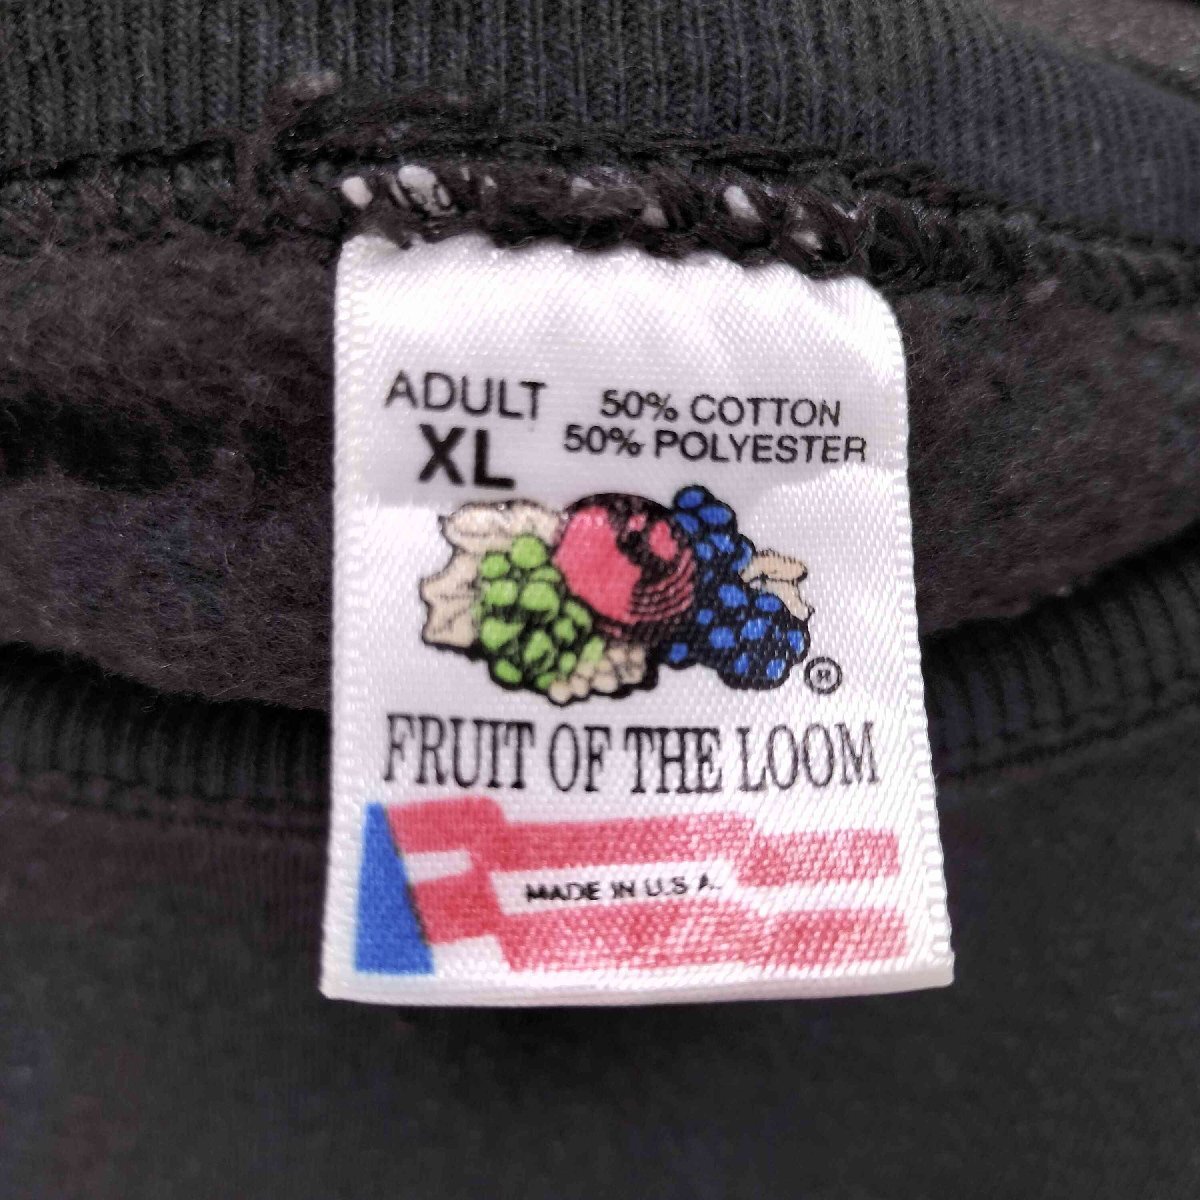 ADULT
XL
50% COTTON
50% POLYESTER
®
FRUIT OF THE LOOM
MADE IN U.S.A.